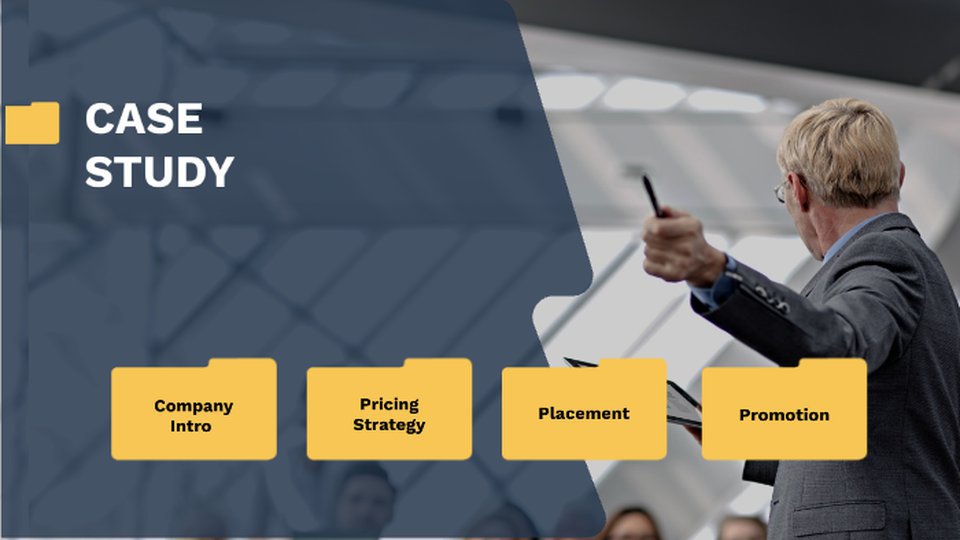 CASE
STUDY
Company
Intro
Pricing
Strategy
Placement
Promotion